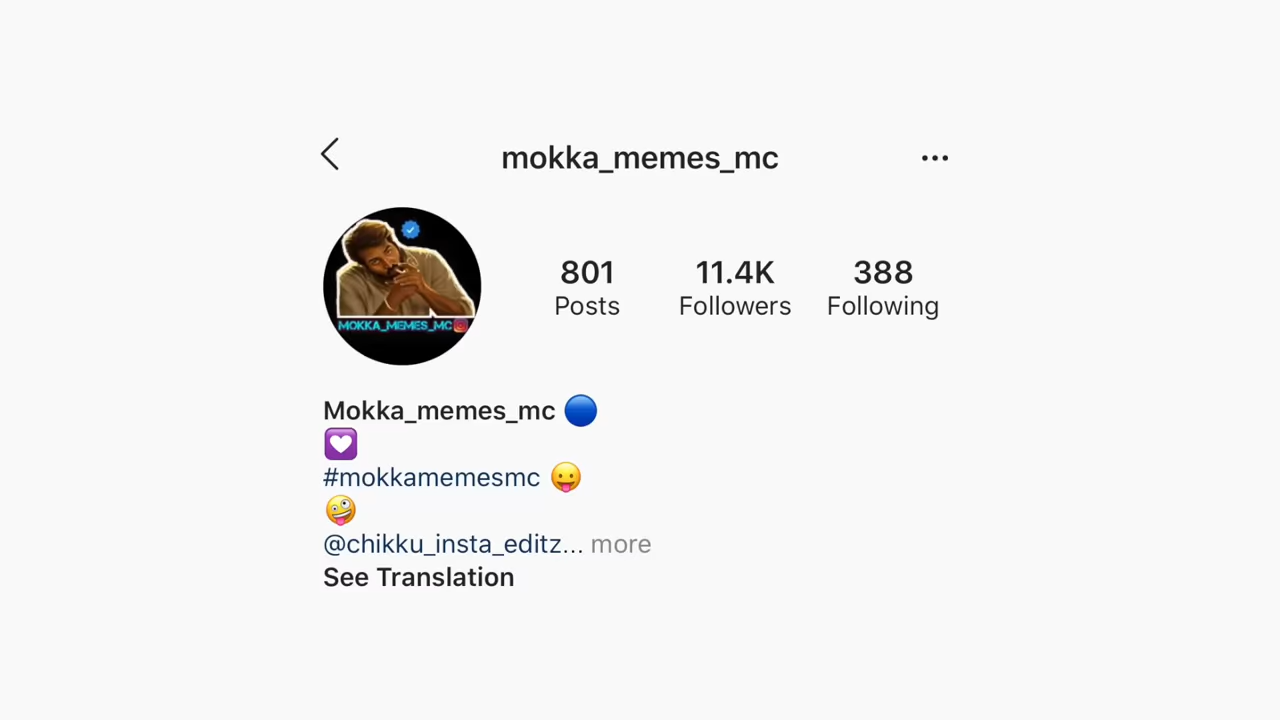 mokka_memes_mc
MOKKA_MEMES_MC
801
Posts
11.4K
Followers
388
Following
Mokka_memes_mc 🔵
💟
#mokkamemesmc 😛
🤪
@chikku_insta_editz... more
See Translation